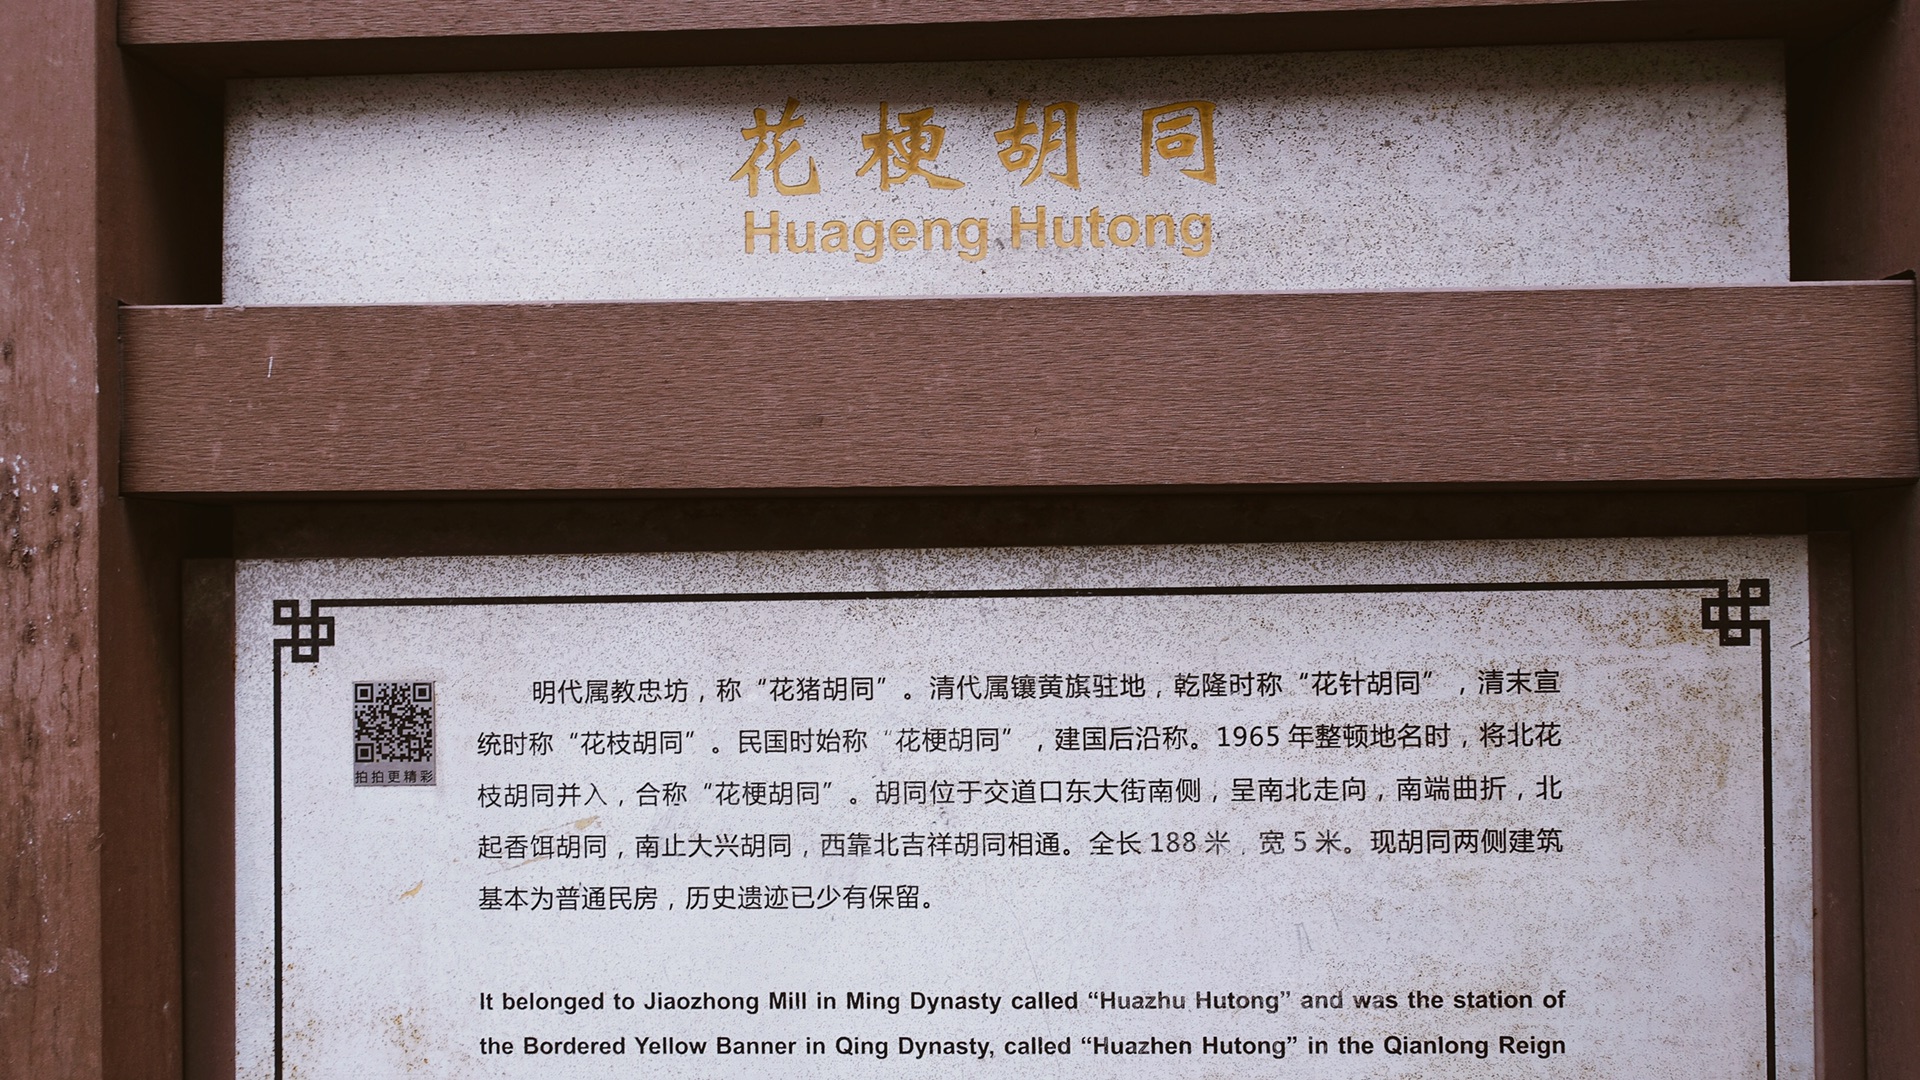 花梗胡同
Huageng Hutong
拍拍更精彩
明代属教忠坊，称“花猪胡同”。清代属镶黄旗驻地，乾隆时称“花针胡同”，清末宣
统时称“花枝胡同”。民国时始称“花梗胡同”，建国后沿称。1965年整顿地名时，将北花
枝胡同并入，合称“花梗胡同”。胡同位于交道口东大街南侧，呈南北走向，南端曲折，北
起香饵胡同，南止大兴胡同，西靠北吉祥胡同相通。全长188米，宽5米。现胡同两侧建筑
基本为普通民房，历史遗迹已少有保留。
It belonged to Jiaozhong Mill in Ming Dynasty called “Huazhu Hutong” and was the station of
the Bordered Yellow Banner in Qing Dynasty, called “Huazhen Hutong” in the Qianlong Reign